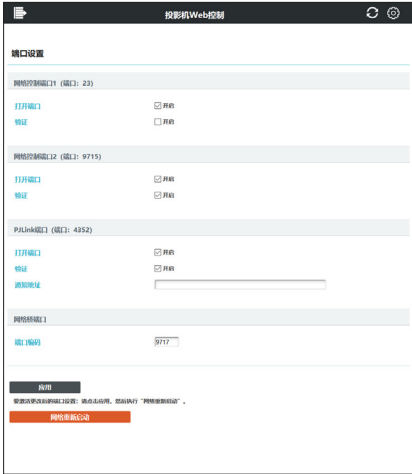 投影机Web控制
端口设置
网络控制端口1（端口：23）
打开端口 开启
验证 开启
网络控制端口2（端口：9715）
打开端口 开启
验证 开启
PJLink端口（端口：4352）
打开端口 开启
验证 开启
通知地址
网络桥端口
端口编码 9717
应用
要激活更改后的端口设置：请点击应用，然后执行“网络重新启动”。
网络重新启动